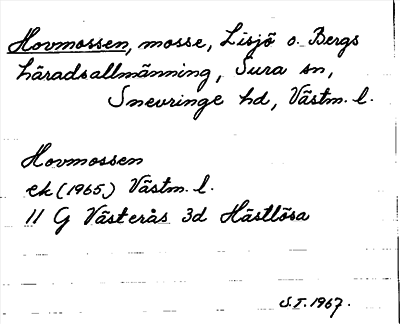 Hovmossen, mosse, Lisjö o. Bergs
häradsallmänning, Sura sn,
Snevringe hd, Västm. l.
Hovmossen
ek (1965) Västm. l.
11 G Västerås 3d Hästlösa
S.F. 1967.